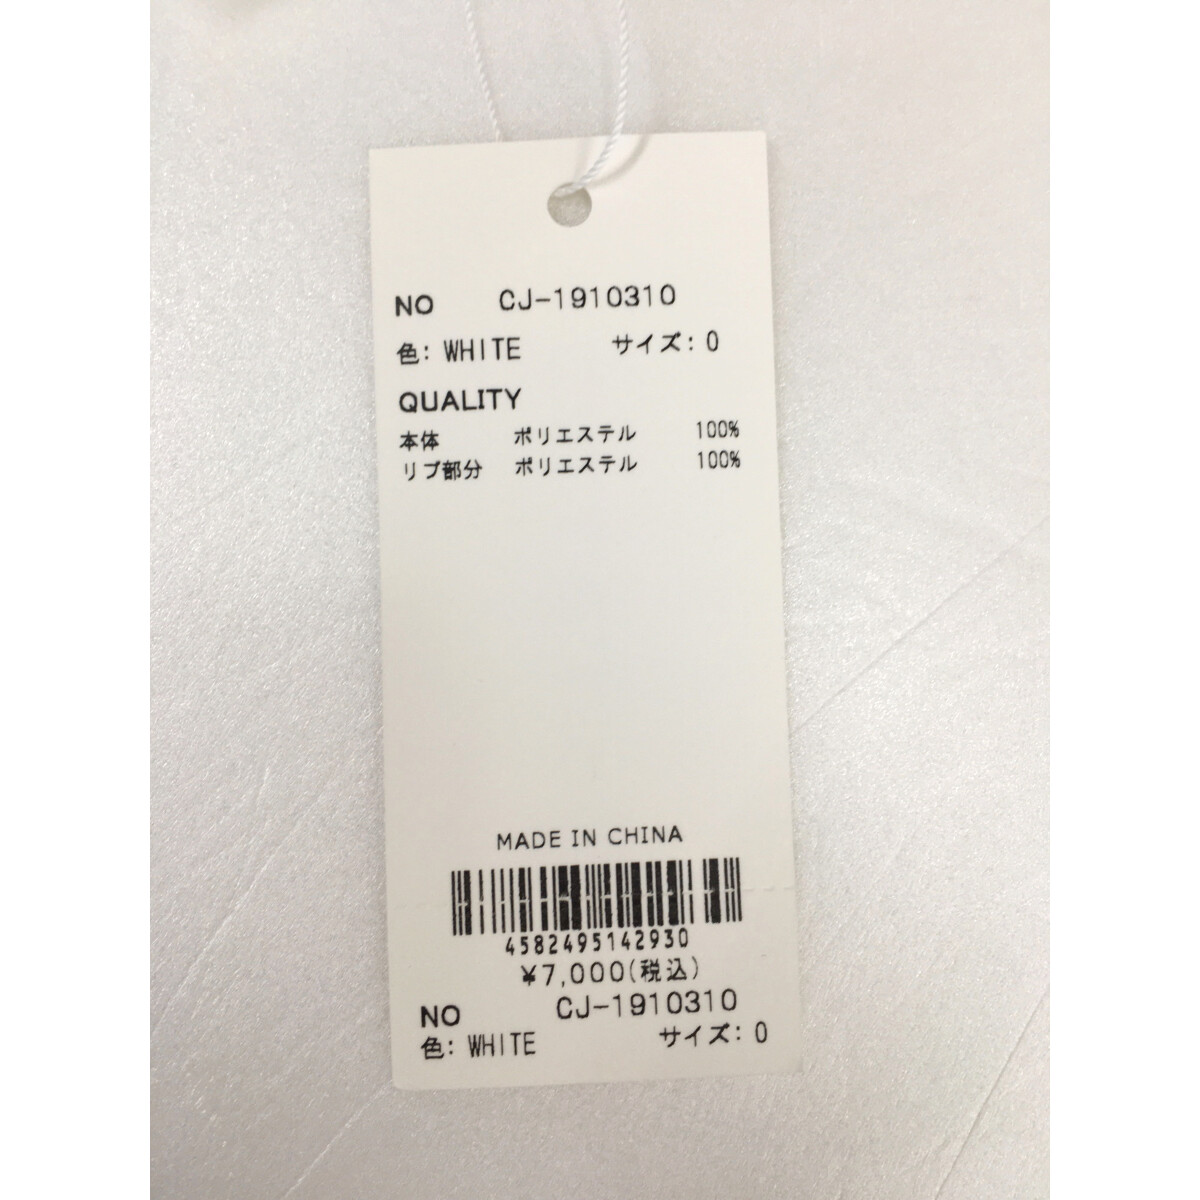 NO CJ-1910310
色: WHITE サイズ: 0
QUALITY
本体 ポリエステル 100%
リブ部分 ポリエステル 100%
MADE IN CHINA
4582495142930
¥7,000(税込)
NO CJ-1910310
色: WHITE サイズ: 0